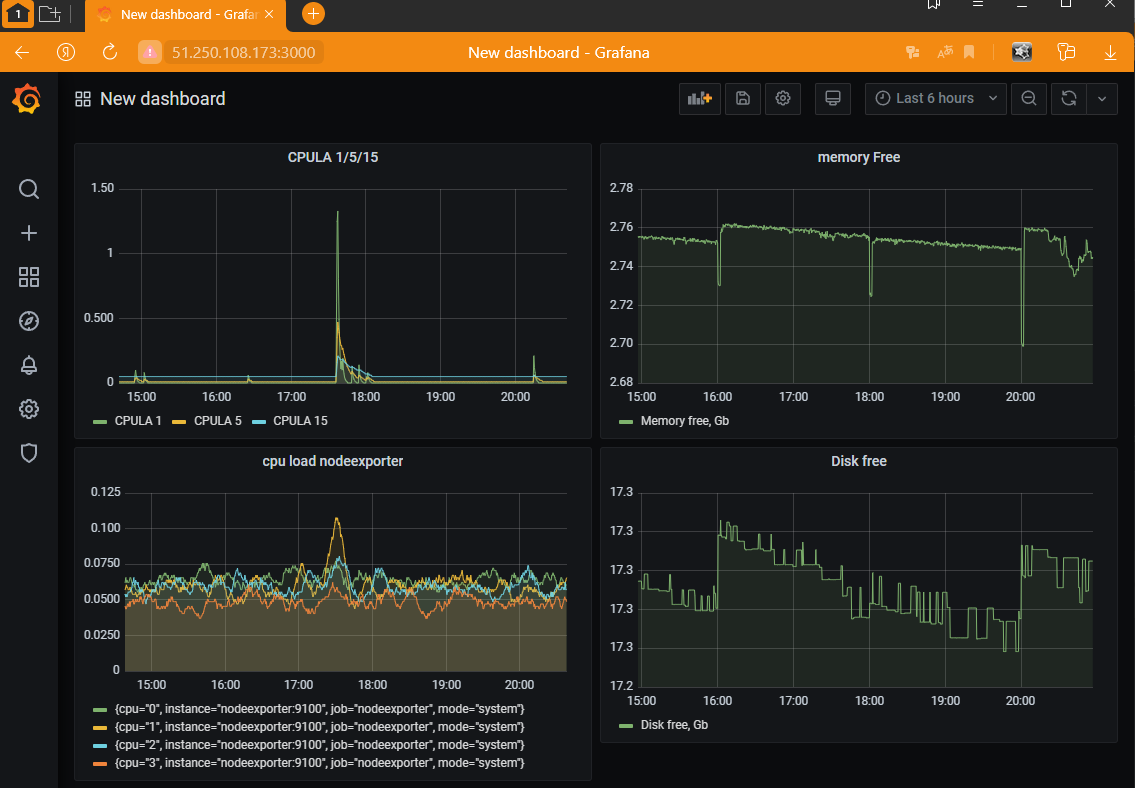 1
New dashboard - Grafan
51.250.108.173:3000
New dashboard - Grafana
New dashboard
Last 6 hours
CPULA 1/5/15
1.50
1
0.500
0
15:00 16:00 17:00 18:00 19:00 20:00
CPULA 1 CPULA 5 CPULA 15
memory Free
2.78
2.76
2.74
2.72
2.70
2.68
15:00 16:00 17:00 18:00 19:00 20:00
Memory free, Gb
cpu load nodeexporter
0.125
0.100
0.0750
0.0500
0.0250
0
15:00 16:00 17:00 18:00 19:00 20:00
{cpu="0", instance="nodeexporter:9100", job="nodeexporter", mode="system"}
{cpu="1", instance="nodeexporter:9100", job="nodeexporter", mode="system"}
{cpu="2", instance="nodeexporter:9100", job="nodeexporter", mode="system"}
{cpu="3", instance="nodeexporter:9100", job="nodeexporter", mode="system"}
Disk free
17.3
17.3
17.3
17.3
17.3
17.2
15:00 16:00 17:00 18:00 19:00 20:00
Disk free, Gb